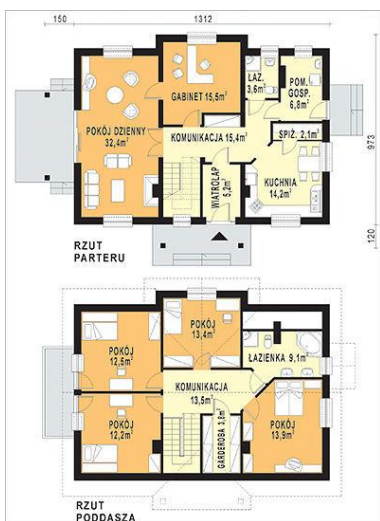 150
1312
GABINET 15,5m²
ŁAZ.
3,6m²
POM.
GOSP.
6,8m²
POKÓJ DZIENNY
32,4m²
KOMUNIKACJA 15,4m²
SPIŻ. 2,1m²
973
WIATROŁAP
5,2m²
KUCHNIA
14,2m²
120
RZUT
PARTERU
POKÓJ
13,4m²
POKÓJ
12,5m²
ŁAZIENKA 9,1m²
KOMUNIKACJA
13,5m²
POKÓJ
12,2m²
GARDEROBA 3,8m²
POKÓJ
13,9m²
RZUT
PODDASZA